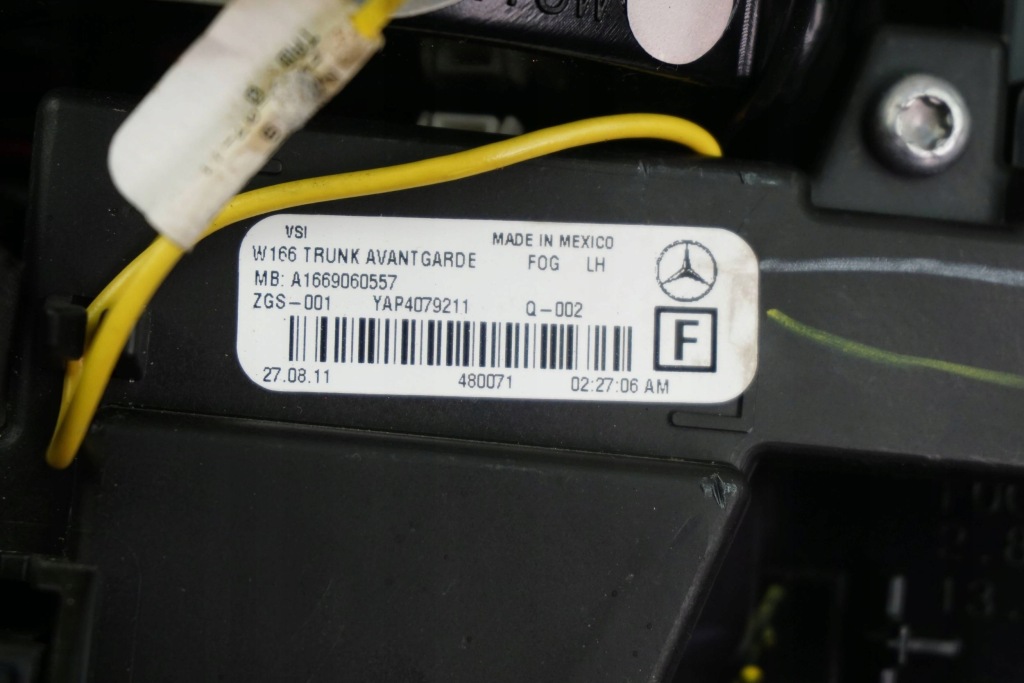 VSI MADE IN MEXICO
W166 TRUNK AVANTGARDE FOG LH
MB: A1669060557
ZGS-001 YAP4079211 Q-002
F
27.08.11 480071 02:27:06 AM